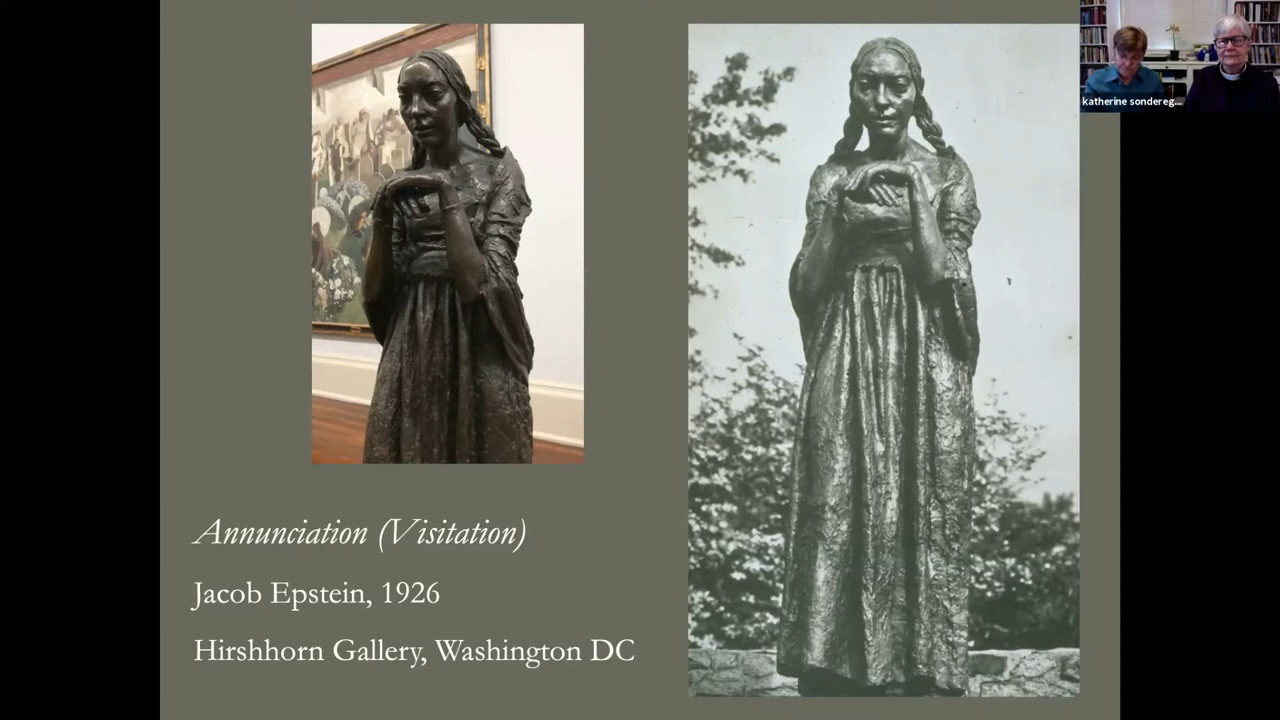 katherine sondereg...
Annunciation (Visitation)
Jacob Epstein, 1926
Hirshhorn Gallery, Washington DC